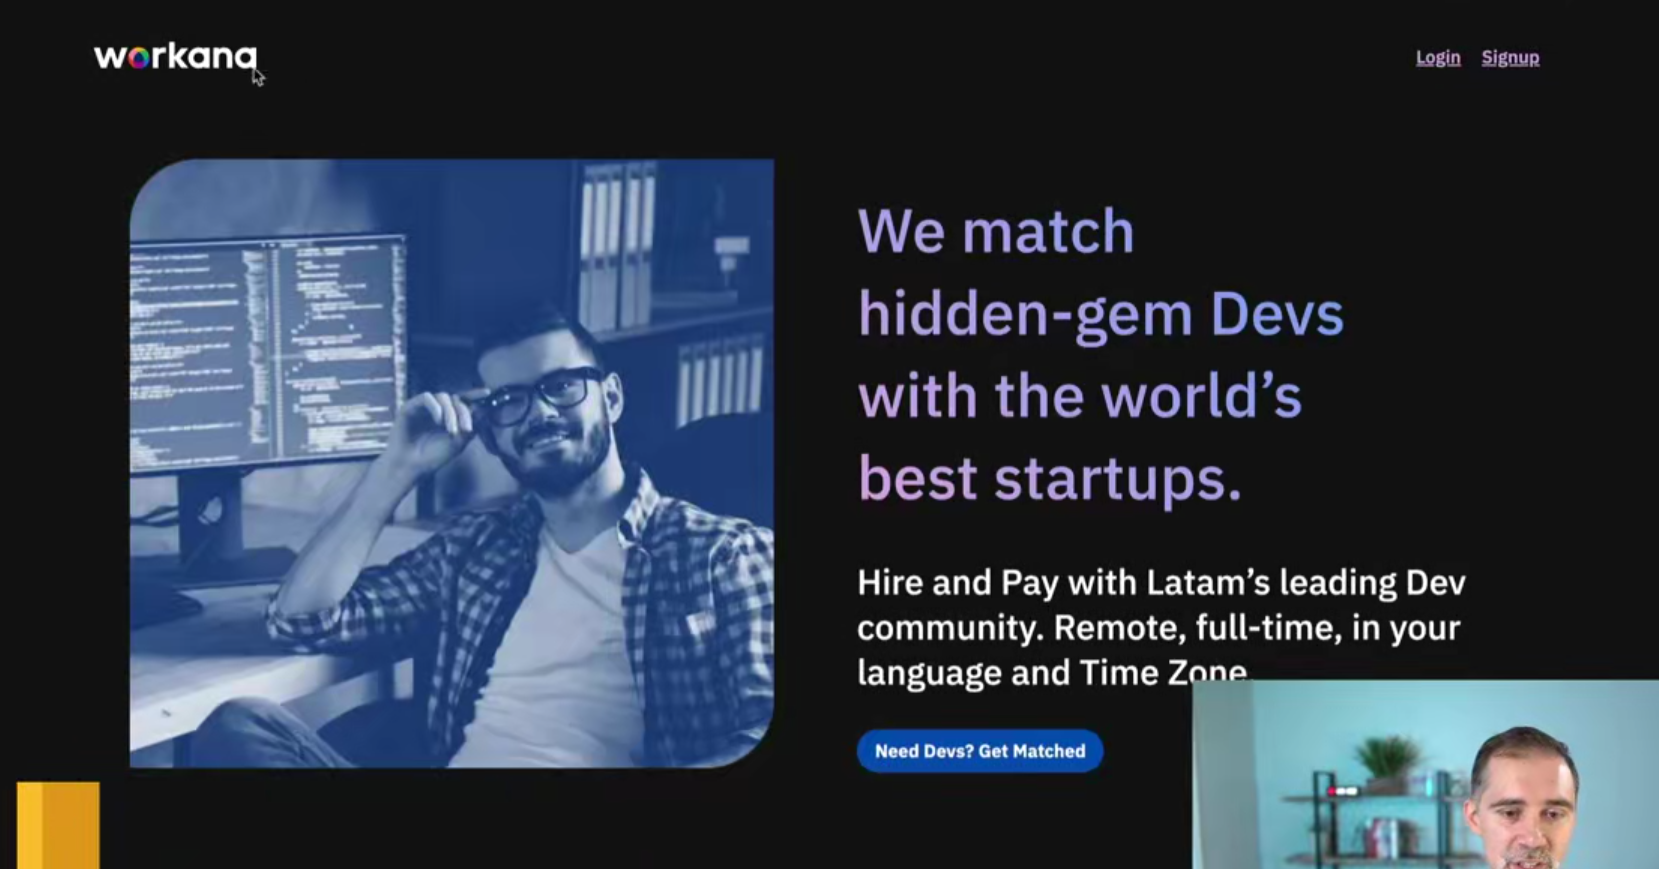 workana
Login Signup
We match
hidden-gem Devs
with the world’s
best startups.
Hire and Pay with Latam’s leading Dev
community. Remote, full-time, in your
language and Time Zone.
Need Devs? Get Matched